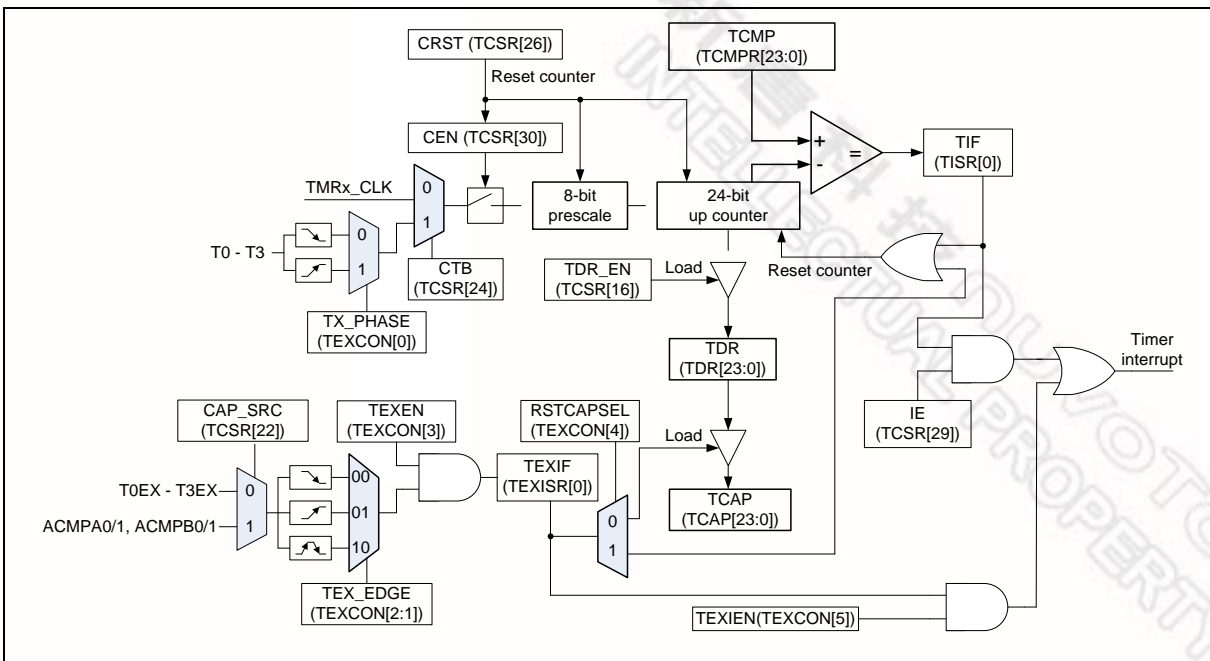 CRST (TCSR[26])
Reset counter
TCMP
(TCMPR[23:0])
CEN (TCSR[30])
+
-
=
TIF
(TISR[0])
TMRx_CLK
0
1
8-bit
prescale
24-bit
up counter
T0 - T3
0
1
CTB
(TCSR[24])
TDR_EN
(TCSR[16])
Load
Reset counter
TX_PHASE
(TEXCON[0])
TDR
(TDR[23:0])
Timer
interrupt
IE
(TCSR[29])
CAP_SRC
(TCSR[22])
TEXEN
(TEXCON[3])
RSTCAPSEL
(TEXCON[4])
Load
TEXIF
(TEXISR[0])
T0EX - T3EX
0
ACMPA0/1, ACMPB0/1
1
00
01
10
0
1
TCAP
(TCAP[23:0])
TEX_EDGE
(TEXCON[2:1])
TEXIEN(TEXCON[5])
INTELLECTUAL PROPERTY
NUVOTO